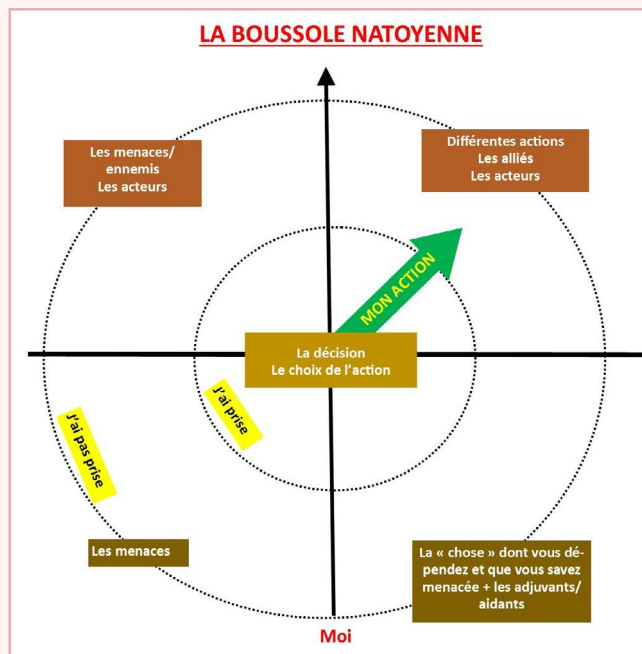 LA BOUSSOLE NATOYENNE
Les menaces/
ennemis
Les acteurs
Différentes actions
Les alliés
Les acteurs
MON ACTION
La décision
Le choix de l'action
J'ai prise
J'ai pas prise
Les menaces
La « chose » dont vous dé-
pendez et que vous savez
menacée + les adjuvants/
aidants
Moi